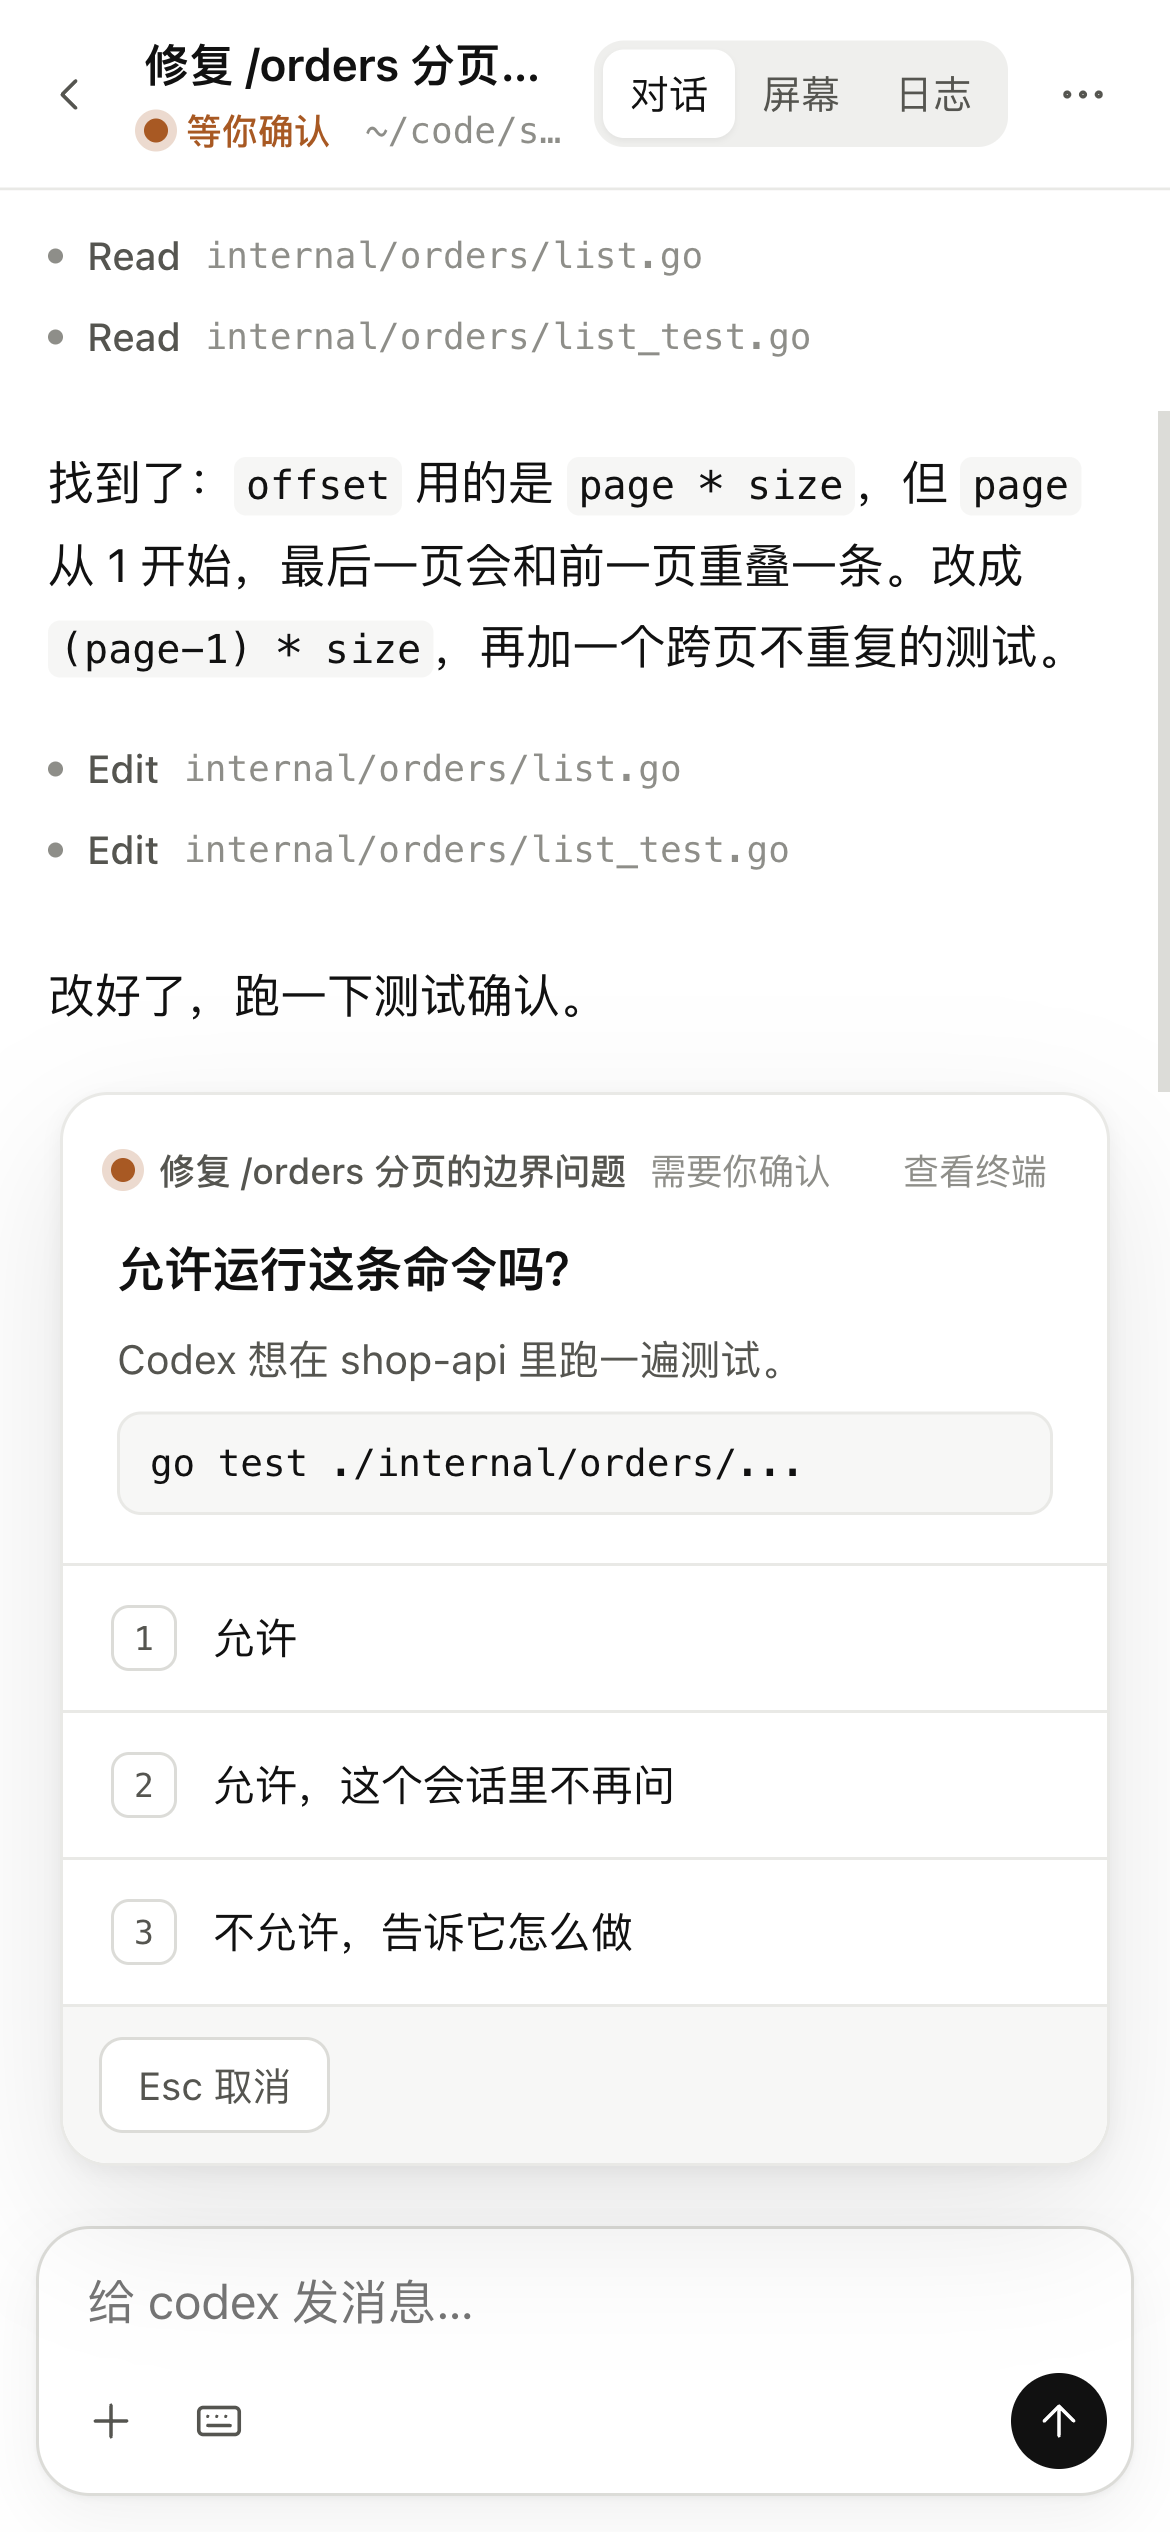 修复 /orders 分页...
等你确认 ~/code/s…
对话 屏幕 日志
Read internal/orders/list.go
Read internal/orders/list_test.go
找到了： offset 用的是 page * size，但 page
从 1 开始，最后一页会和前一页重叠一条。改成
(page-1) * size，再加一个跨页不重复的测试。
Edit internal/orders/list.go
Edit internal/orders/list_test.go
改好了，跑一下测试确认。
修复 /orders 分页的边界问题 需要你确认 查看终端
允许运行这条命令吗?
Codex 想在 shop-api 里跑一遍测试。
go test ./internal/orders/...
1 允许
2 允许，这个会话里不再问
3 不允许，告诉它怎么做
Esc 取消
给 codex 发消息...